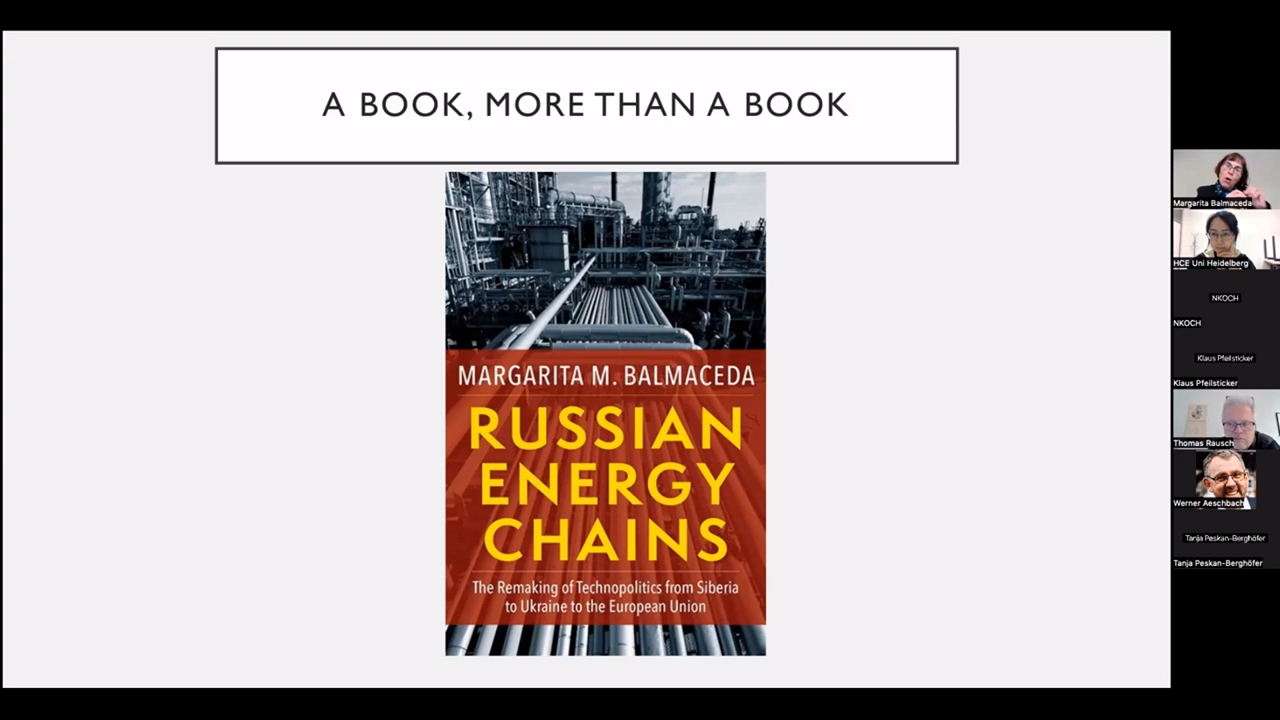 A BOOK, MORE THAN A BOOK
MARGARITA M. BALMACEDA
RUSSIAN
ENERGY
CHAINS
The Remaking of Technopolitics from Siberia
to Ukraine to the European Union
Margarita Balmaceda
HCE Uni Heidelberg
NKOCH
NKOCH
Klaus Pfeilsticker
Klaus Pfeilsticker
Thomas Rausch
Werner Aeschbach
Tanja Peskan-Berghöfer
Tanja Peskan-Berghöfer